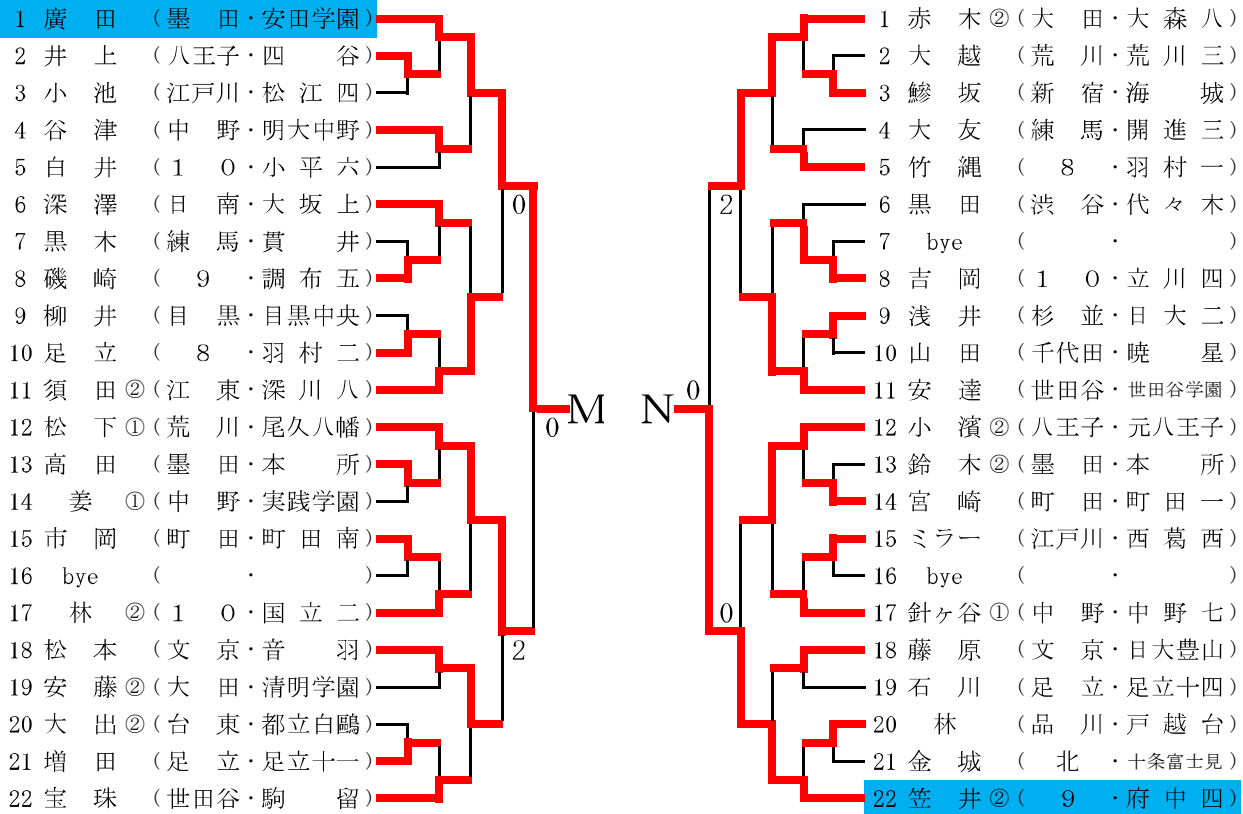 1 廣田 (墨田・安田学園)
2 井上 (八王子・四谷)
3 小池 (江戸川・松江四)
4 谷津 (中野・明大中野)
5 白井 (10・小平六)
6 深澤 (日南・大坂上)
7 黒木 (練馬・貫井)
8 磯崎 (9・調布五)
9 柳井 (目黒・目黒中央)
10 足立 (8・羽村二)
11 須田② (江東・深川八)
12 松下① (荒川・尾久八幡)
13 高田 (墨田・本所)
14 姜① (中野・実践学園)
15 市岡 (町田・町田南)
16 bye ( ・ )
17 林② (10・国立二)
18 松本 (文京・音羽)
19 安藤② (大田・清明学園)
20 大出② (台東・都立白鷗)
21 増田 (足立・足立十一)
22 宝珠 (世田谷・駒留)
0
0
2
M
N
0
2
0
1 赤木② (大田・大森八)
2 大越 (荒川・荒川三)
3 鰺坂 (新宿・海城)
4 大友 (練馬・開進三)
5 竹縄 (8・羽村一)
6 黒田 (渋谷・代々木)
7 bye ( ・ )
8 吉岡 (10・立川四)
9 浅井 (杉並・日大二)
10 山田 (千代田・暁星)
11 安達 (世田谷・世田谷学園)
12 小濱② (八王子・元八王子)
13 鈴木② (墨田・本所)
14 宮崎 (町田・町田一)
15 ミラー (江戸川・西葛西)
16 bye ( ・ )
17 針ヶ谷① (中野・中野七)
18 藤原 (文京・日大豊山)
19 石川 (足立・足立十四)
20 林 (品川・戸越台)
21 金城 (北・十条富士見)
22 笠井② (9・府中四)